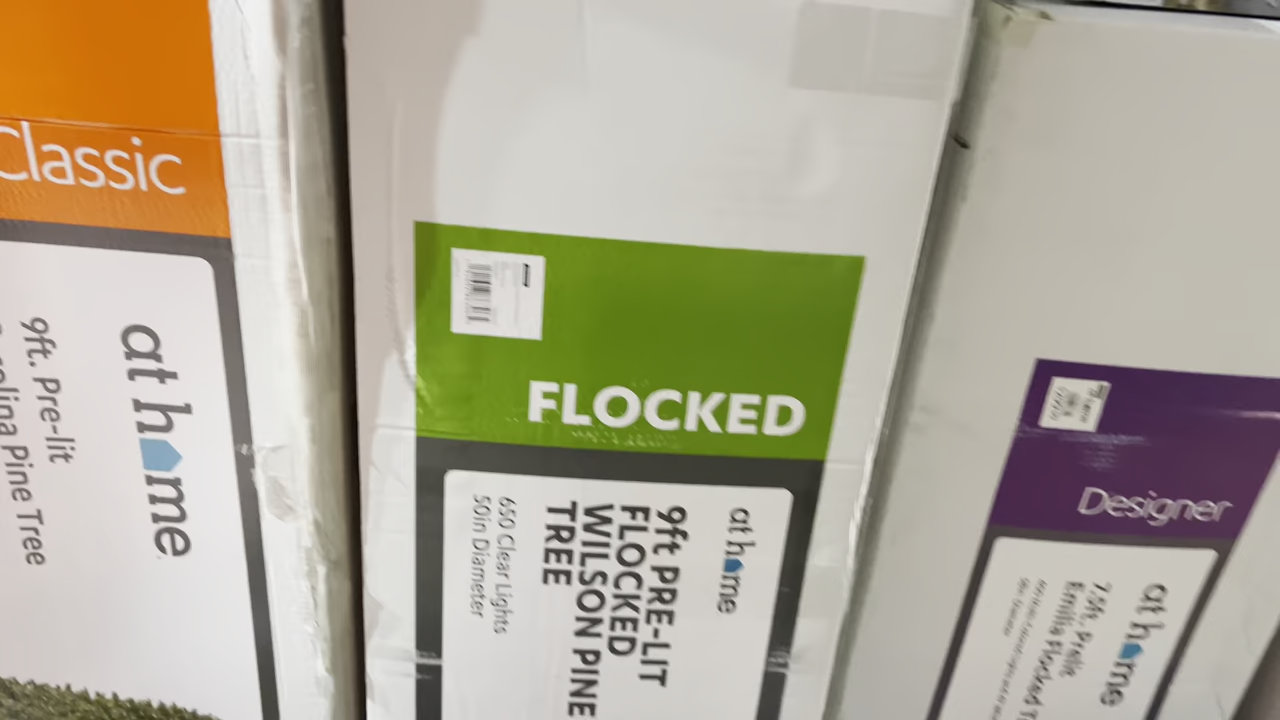 Classic
at home
9ft. Pre-lit
Pine Tree
FLOCKED
at home
9ft PRE-LIT
FLOCKED
WILSON PINE
TREE
650 Clear Lights
50in Diameter
Designer
at home
7.5ft. Prelit
Emilia Flocked